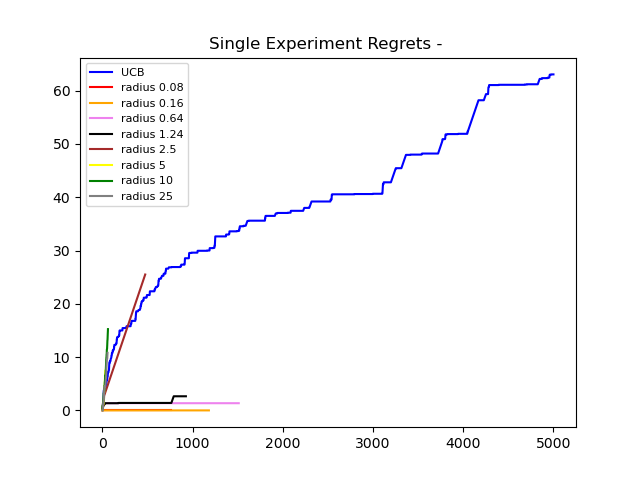 Single Experiment Regrets -
UCB
radius 0.08
radius 0.16
radius 0.64
radius 1.24
radius 2.5
radius 5
radius 10
radius 25
60
50
40
30
20
10
0
0 1000 2000 3000 4000 5000